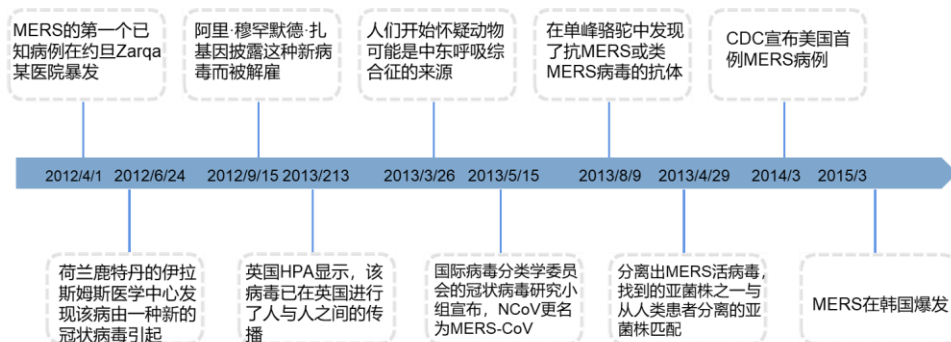 MERS的第一个已
知病例在约旦Zarqa
某医院暴发
阿里·穆罕默德·扎
基因披露这种新病
毒而被解雇
人们开始怀疑动物
可能是中东呼吸综
合征的来源
在单峰骆驼中发现
了抗MERS或类
MERS病毒的抗体
CDC宣布美国首
例MERS病例
2012/4/1 2012/6/24 2012/9/15 2013/213 2013/3/26 2013/5/15 2013/8/9 2013/4/29 2014/3 2015/3
荷兰鹿特丹的伊拉
斯姆斯医学中心发
现该病由一种新的
冠状病毒引起
英国HPA显示，该
病毒已在英国进行
了人与人之间的传
播
国际病毒分类学委员
会的冠状病毒研究小
组宣布，NCoV更名
为MERS-CoV
分离出MERS活病毒，
找到的亚菌株之一与
从人类患者分离的亚
菌株匹配
MERS在韩国爆发